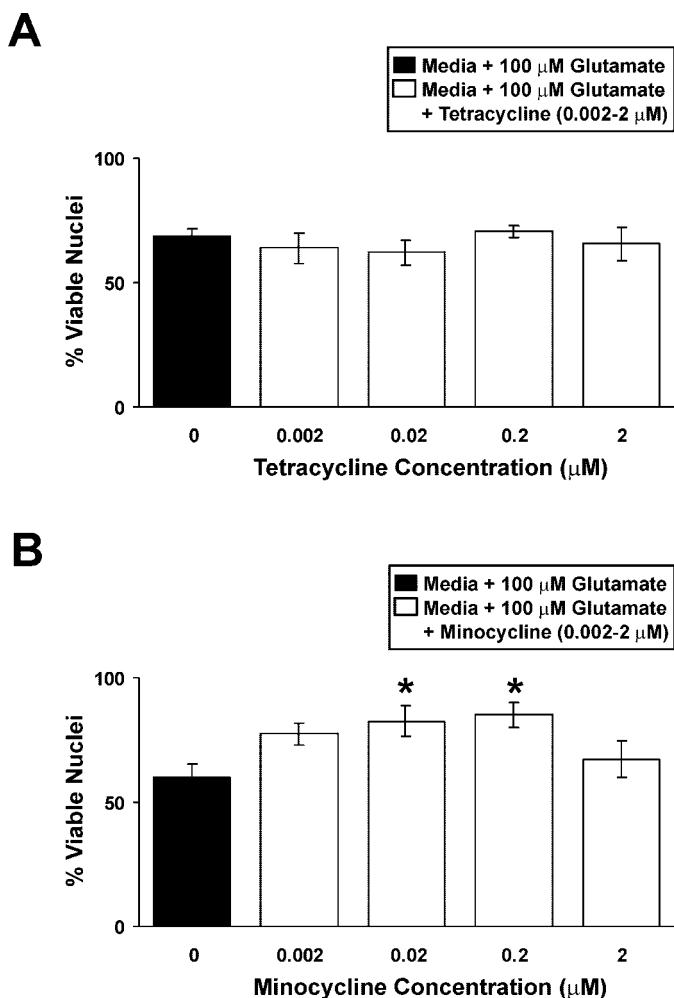 A
Media + 100 μM Glutamate
Media + 100 μM Glutamate
+ Tetracycline (0.002-2 μM)
100
50
0
% Viable Nuclei
0 0.002 0.02 0.2 2
Tetracycline Concentration (μM)
B
Media + 100 μM Glutamate
Media + 100 μM Glutamate
+ Minocycline (0.002-2 μM)
100
* *
50
0
% Viable Nuclei
0 0.002 0.02 0.2 2
Minocycline Concentration (μM)